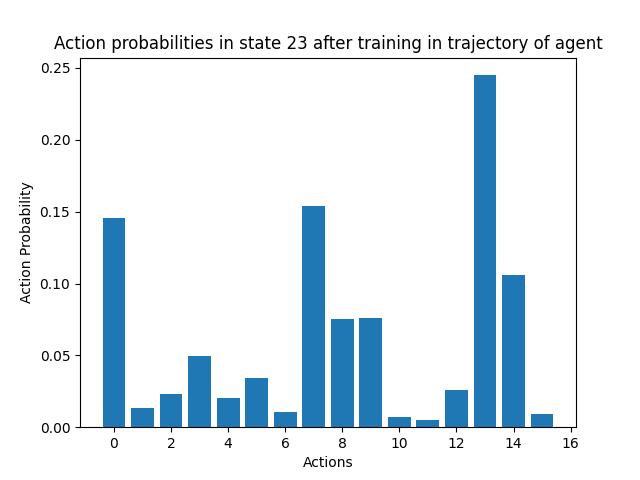 Action probabilities in state 23 after training in trajectory of agent
0.25
0.20
0.15
0.10
0.05
0.00
Action Probability
0 2 4 6 8 10 12 14 16
Actions